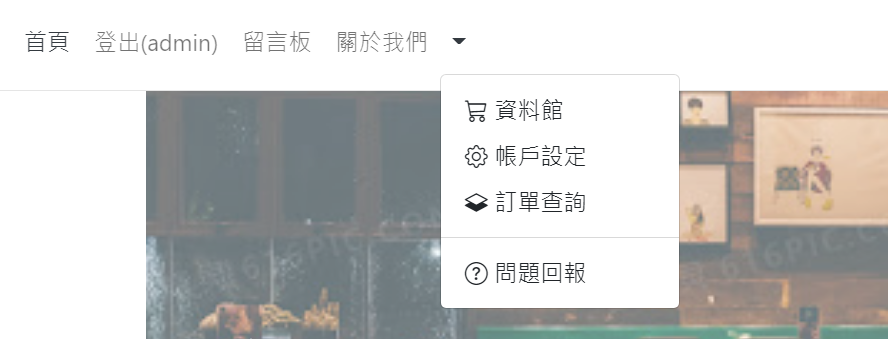 首頁 登出(admin) 留言板 關於我們
資料館
帳戶設定
訂單查詢
問題回報